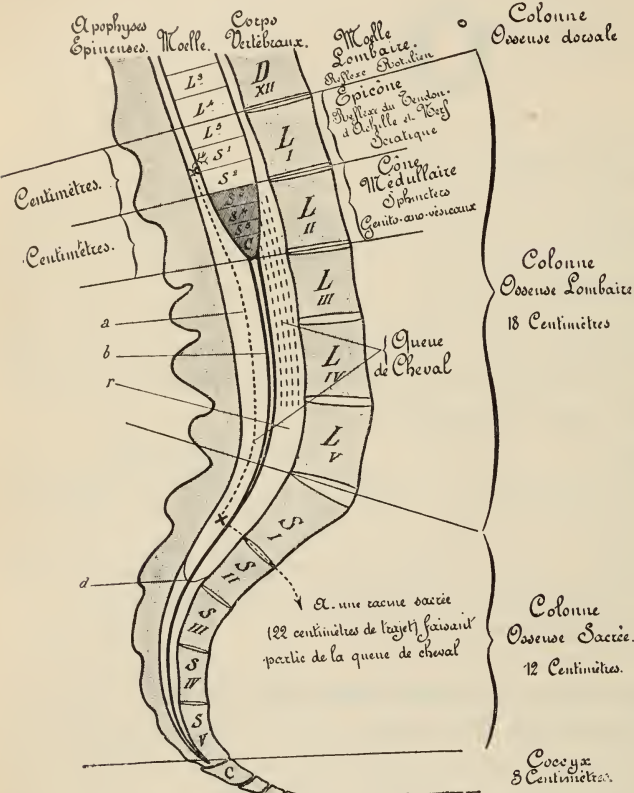 Apophyses
Epineuses.
Moelle.
Corps
Vertébraux.
Moelle
Lombaire.
Réflexe Rotulien
Colonne
Osseuse dorsale
Epicône
Réflexe du Tendon.
d'Achille et Nerf
Sciatique
Cône
Médullaire
Sphincters
Genito-ano-vésicaux
Centimètres.
Centimètres.
L3
L4
L5
S1
S2
S4
S5
C
D
XII
L
I
L
II
L
III
L
IV
L
V
S
I
S
II
S
III
S
IV
S
V
C
a
b
r
d
Queue
de Cheval
Colonne
Osseuse Lombaire
18 Centimètres
A. une racine sacrée
(22 centimètres de trajet) faisant
partie de la queue de cheval
Colonne
Osseuse Sacrée.
12 Centimètres.
Coccyx
3 Centimètres.